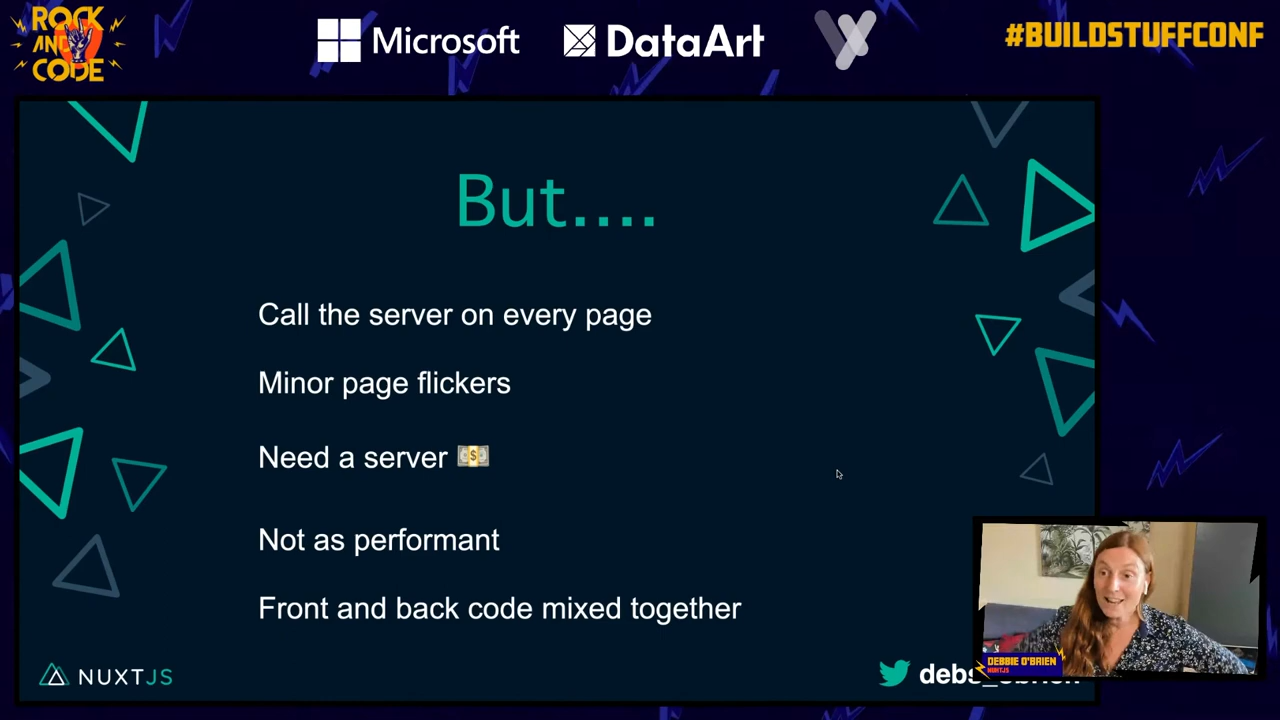 ROCK
AND
CODE
Microsoft
DataArt
#BUILDSTUFFCONF
But....
Call the server on every page
Minor page flickers
Need a server
Not as performant
Front and back code mixed together
NUXTJS
DEBBIE O'BRIEN
NUXTJS